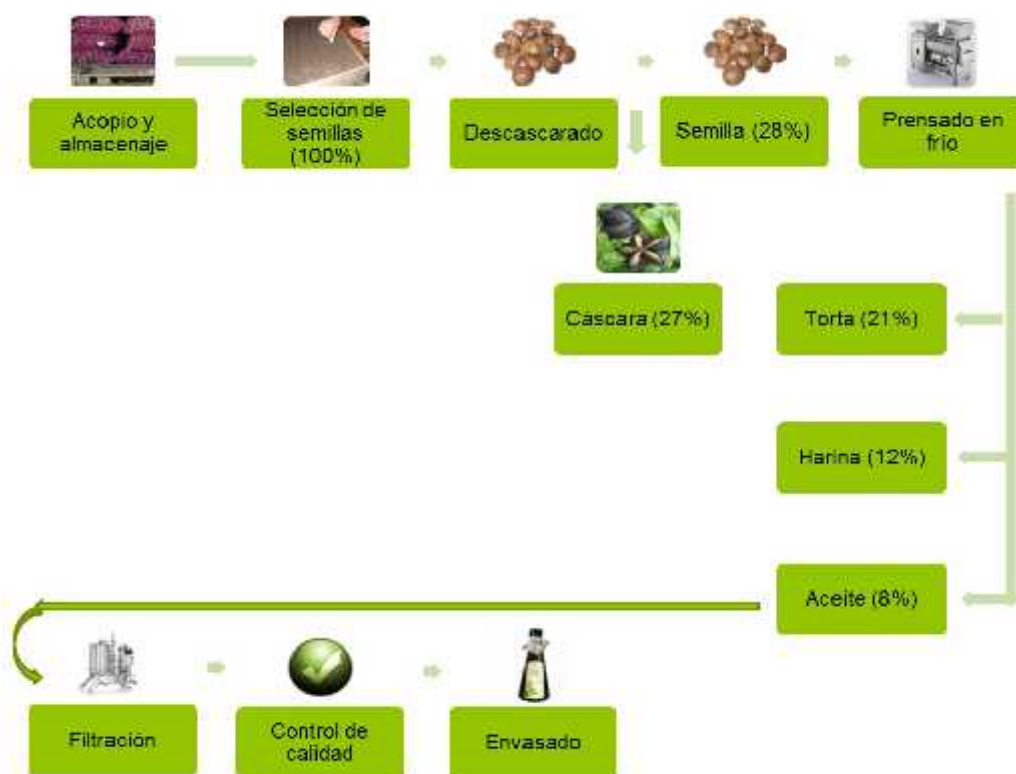 Acopio y
almacenaje
Selección de
semillas
(100%)
Descascarado
Semilla (28%)
Prensado en
frío
Cáscara (27%)
Torta (21%)
Harina (12%)
Aceite (8%)
Filtración
Control de
calidad
Envasado